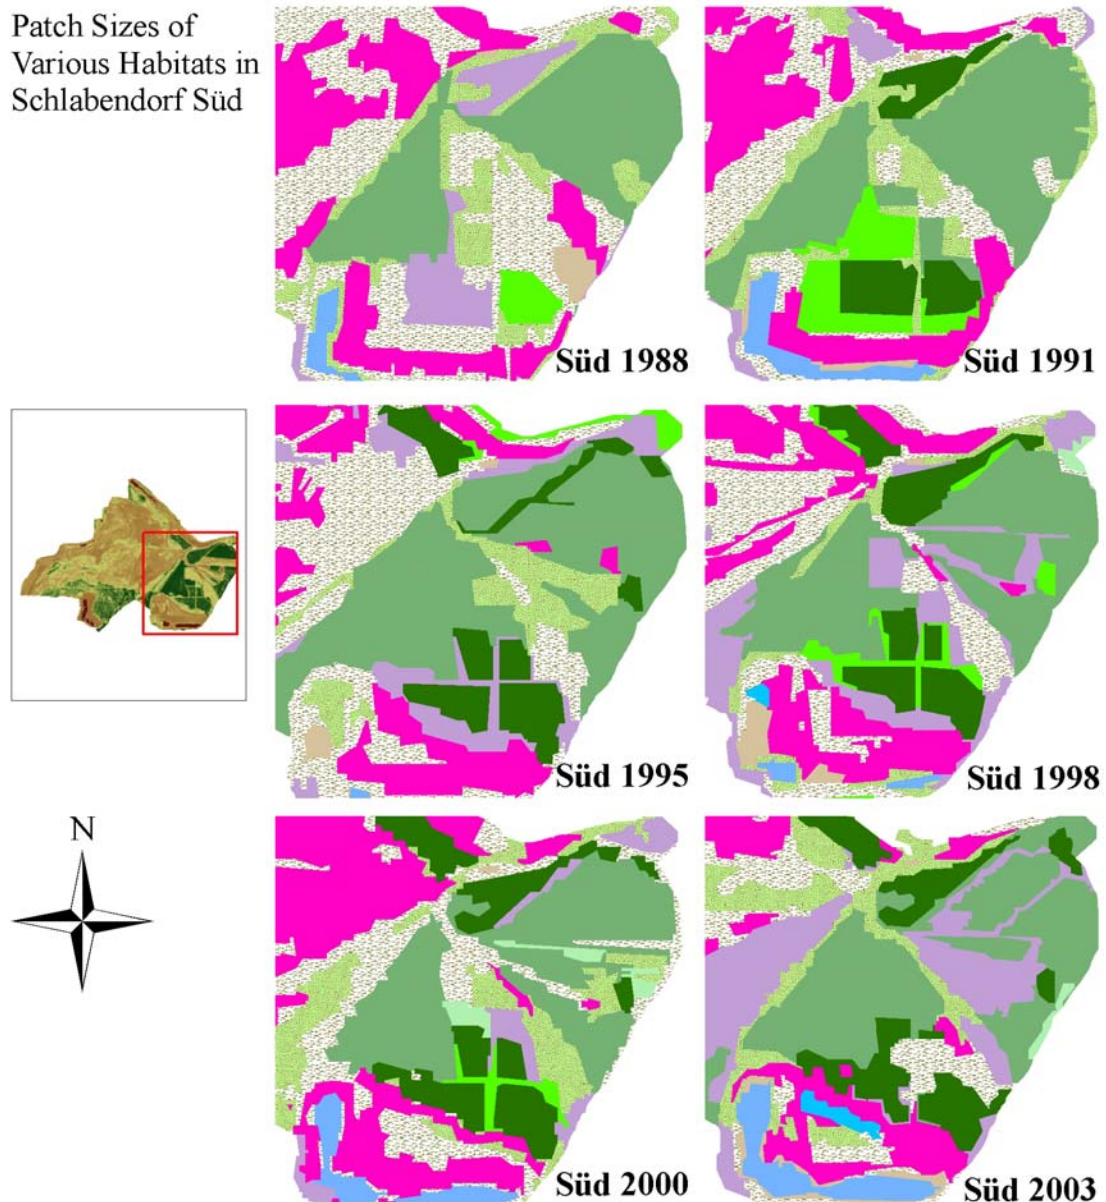 Patch Sizes of
Various Habitats in
Schlabendorf Süd
Süd 1988
Süd 1991
Süd 1995
Süd 1998
N
Süd 2000
Süd 2003